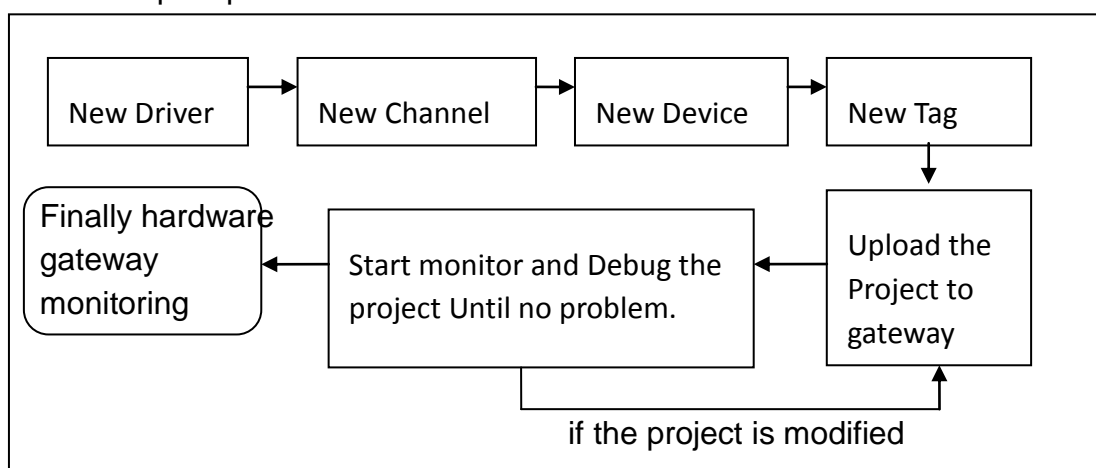 New Driver
New Channel
New Device
New Tag
Upload the
Project to
gateway
Start monitor and Debug the
project Until no problem.
Finally hardware
gateway
monitoring
if the project is modified